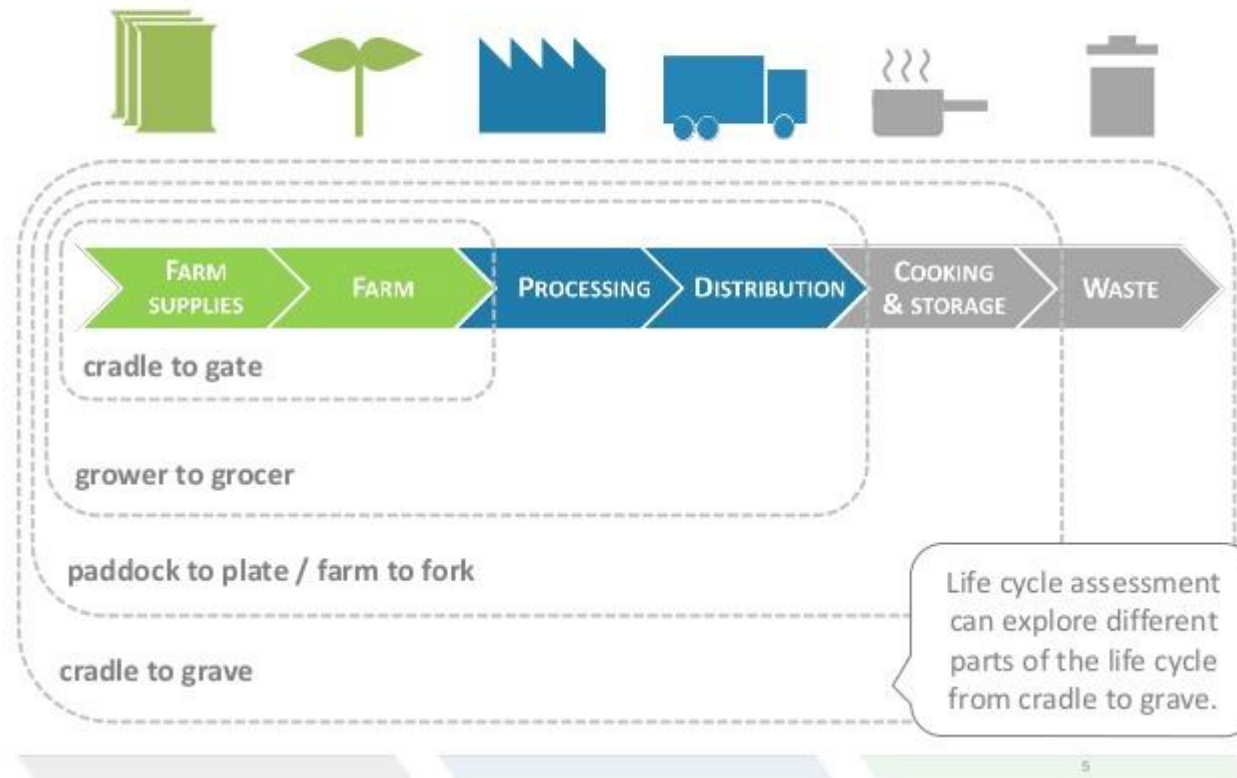 FARM
SUPPLIES
FARM
PROCESSING
DISTRIBUTION
COOKING
& STORAGE
WASTE
cradle to gate
grower to grocer
paddock to plate / farm to fork
cradle to grave
Life cycle assessment
can explore different
parts of the life cycle
from cradle to grave.
5